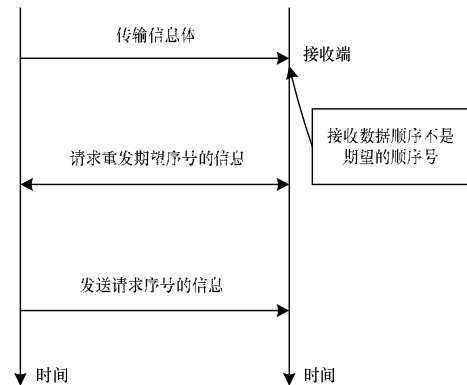 传输信息体
接收端
接收数据顺序不是
期望的顺序号
请求重发期望序号的信息
发送请求序号的信息
时间
时间